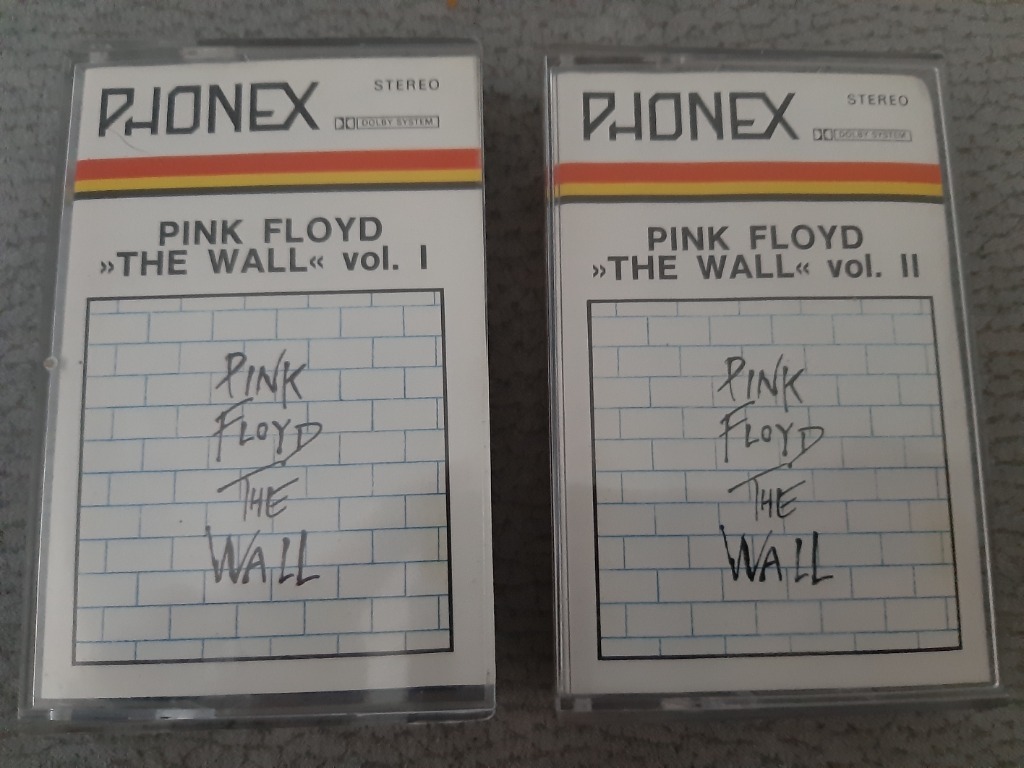 PHONEX
STEREO
DOLBY SYSTEM
PINK FLOYD
»THE WALL« vol. I
PINK
FLOYD
THE
WALL
PHONEX
STEREO
DOLBY SYSTEM
PINK FLOYD
»THE WALL« vol. II
PINK
FLOYD
THE
WALL